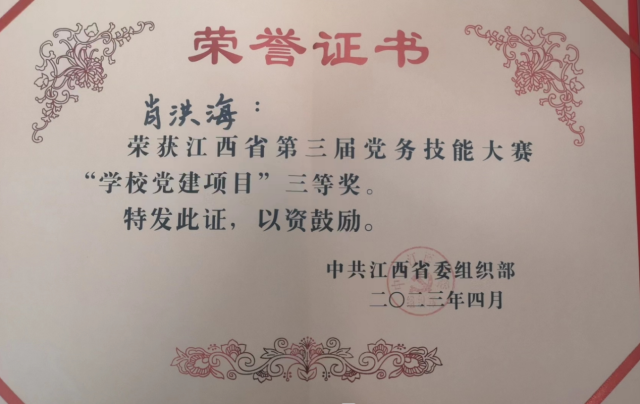 荣誉证书
肖洪海：
荣获江西省第三届党务技能大赛
“学校党建项目”三等奖。
特发此证，以资鼓励。
中共江西省委组织部
二〇二三年四月